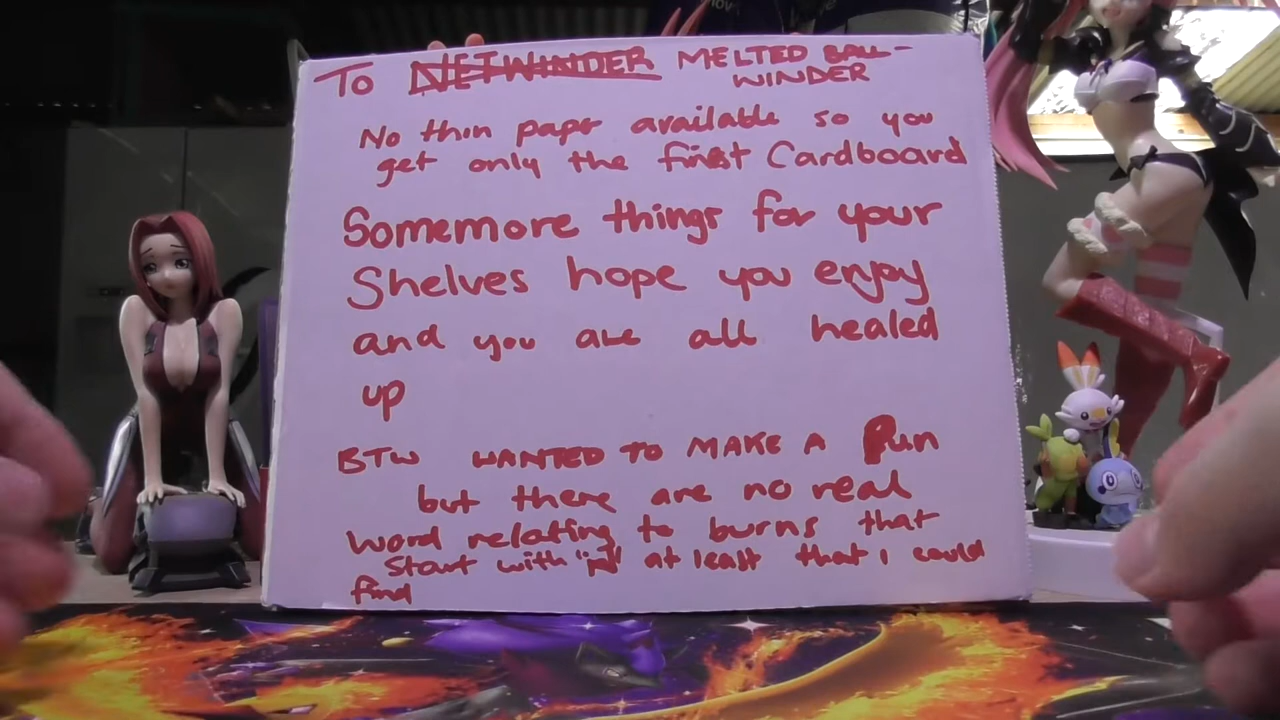 To NETWINDER MELTED BALL-
WINDER
No thin papr available so you
get only the finest Cardboard
Somemore things for your
Shelves hope you enjoy
and you are all healed
up
BTW WANTED TO MAKE A Pun
but there are no real
word relating to burns that
Start with "n" at least that i could
find